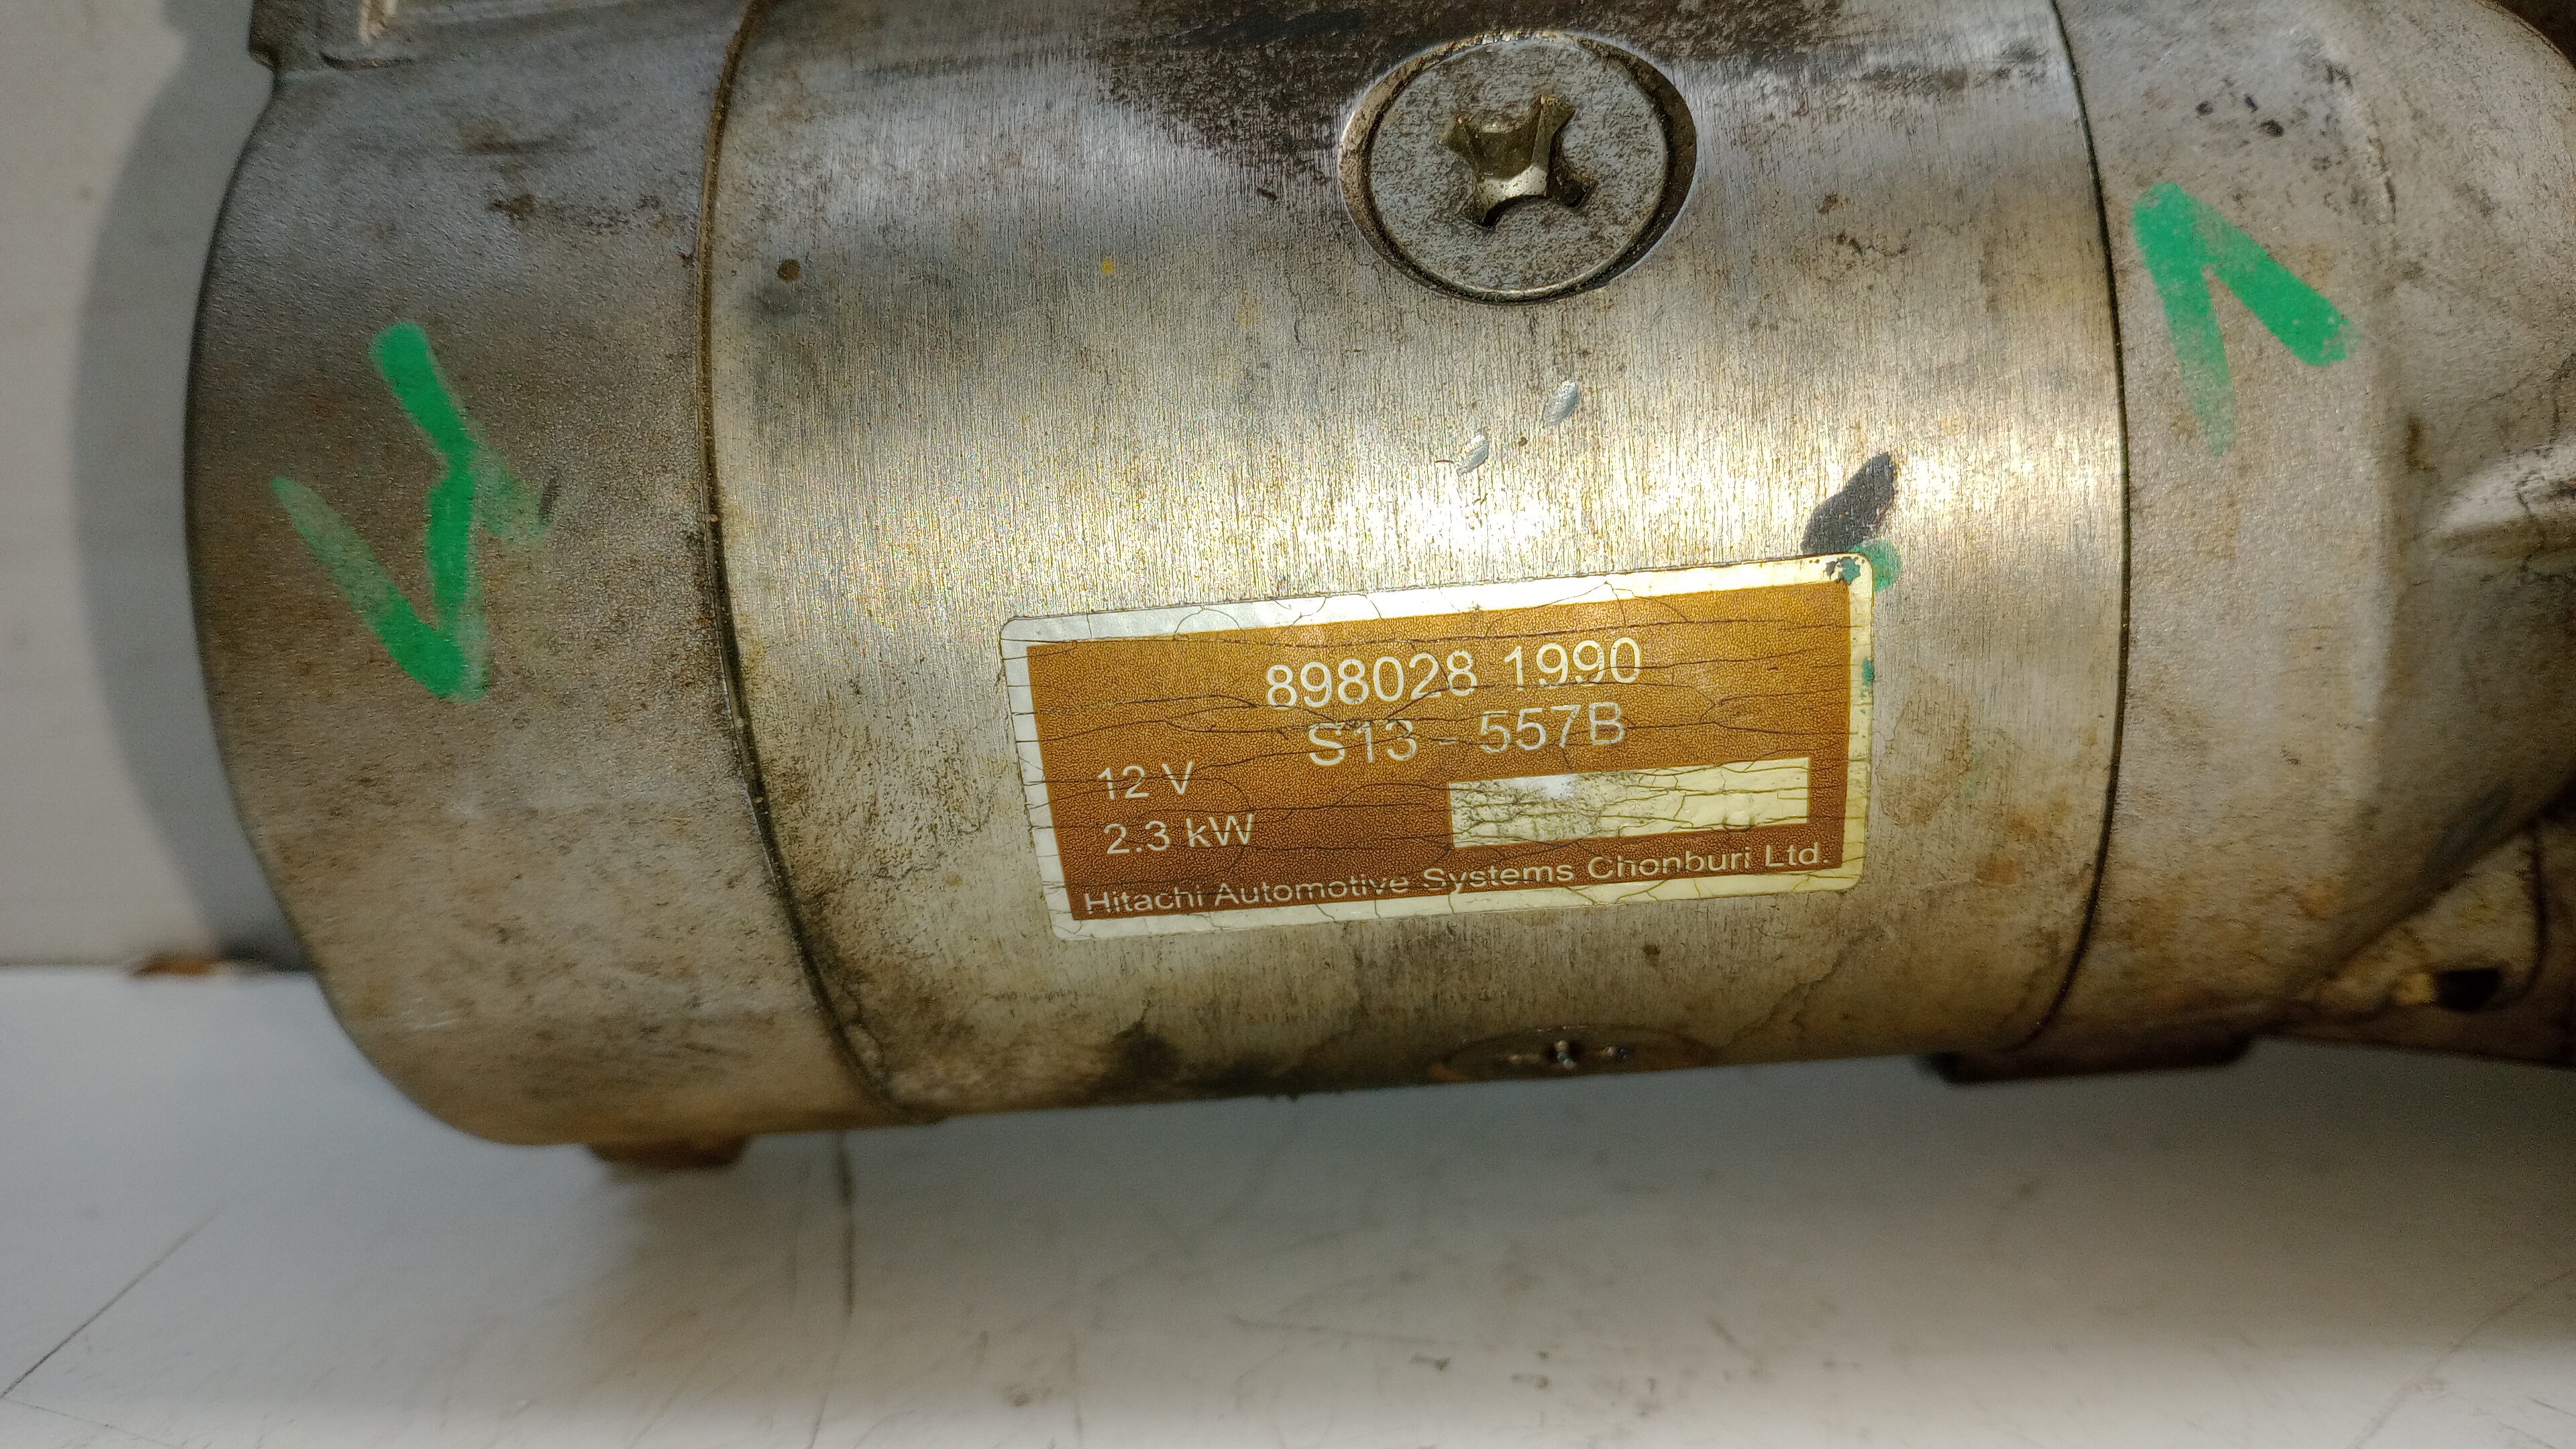 898028 1990
S13 - 557B
12 V
2.3 kW
Hitachi Automotive Systems Chonburi Ltd.